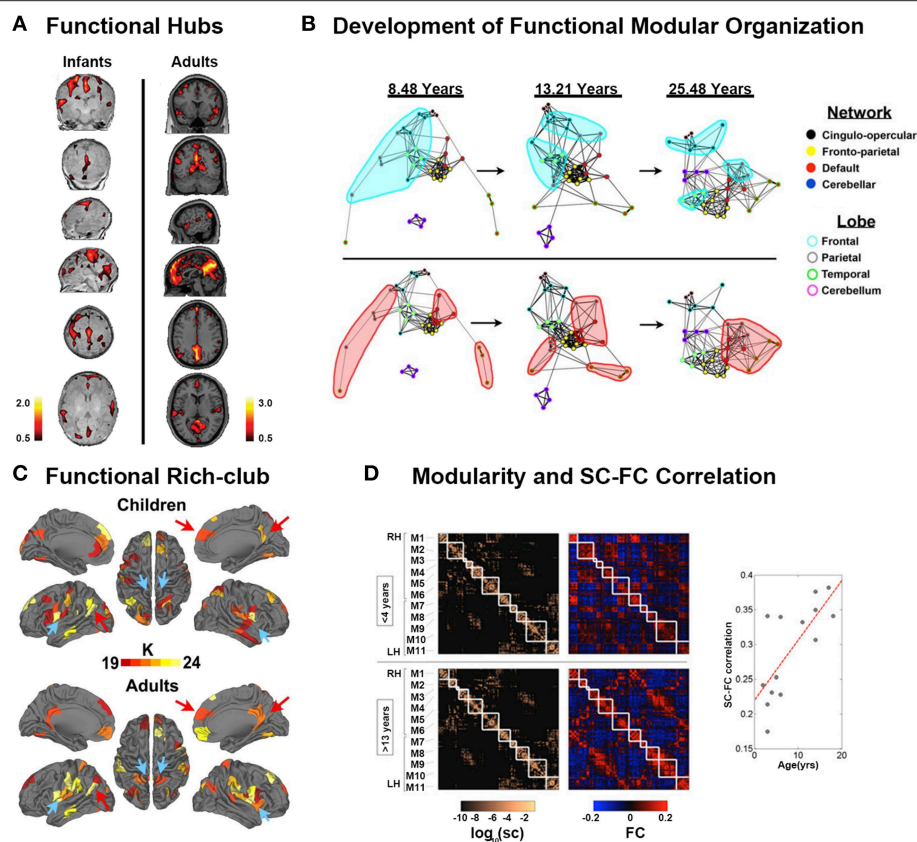 A Functional Hubs
Infants
Adults
2.0
0.5
3.0
0.5
B Development of Functional Modular Organization
8.48 Years
13.21 Years
25.48 Years
Network
Cingulo-opercular
Fronto-parietal
Default
Cerebellar
Lobe
Frontal
Parietal
Temporal
Cerebellum
C Functional Rich-club
Children
K
19
24
Adults
D Modularity and SC-FC Correlation
<4 years
RH
M1
M2
M3
M4
M5
M6
M7
M8
M9
M10
LH
M11
>13 years
RH
M1
M2
M3
M4
M5
M6
M7
M8
M9
M10
LH
M11
-10 -8 -6 -4 -2
log10(sc)
-0.2 0 0.2
FC
SC-FC correlation
0.4
0.35
0.3
0.25
0.2
0.15
0 10 20
Age(yrs)